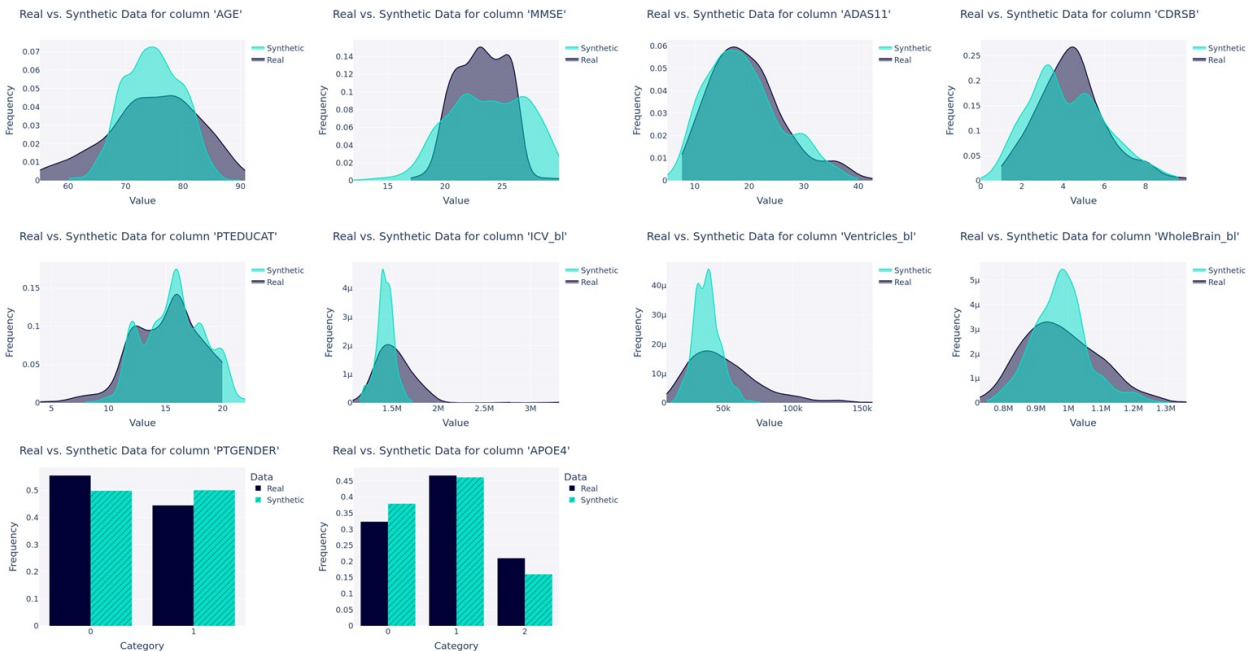 Real vs. Synthetic Data for column 'AGE'
Synthetic
Real
Frequency
0.07
0.06
0.05
0.04
0.03
0.02
0.01
0
60 70 80 90
Value
Real vs. Synthetic Data for column 'MMSE'
Synthetic
Real
Frequency
0.14
0.12
0.1
0.08
0.06
0.04
0.02
0
15 20 25
Value
Real vs. Synthetic Data for column 'ADAS11'
Synthetic
Real
Frequency
0.06
0.05
0.04
0.03
0.02
0.01
0
10 20 30 40
Value
Real vs. Synthetic Data for column 'CDRSB'
Synthetic
Real
Frequency
0.25
0.2
0.15
0.1
0.05
0
0 2 4 6 8
Value
Real vs. Synthetic Data for column 'PTEDUCAT'
Synthetic
Real
Frequency
0.15
0.1
0.05
0
5 10 15 20
Value
Real vs. Synthetic Data for column 'ICV_bl'
Synthetic
Real
Frequency
4μ
3μ
2μ
1μ
0
1.5M 2M 2.5M 3M
Value
Real vs. Synthetic Data for column 'Ventricles_bl'
Synthetic
Real
Frequency
40μ
30μ
20μ
10μ
0
50k 100k 150k
Value
Real vs. Synthetic Data for column 'WholeBrain_bl'
Synthetic
Real
Frequency
5μ
4μ
3μ
2μ
1μ
0
0.8M 0.9M 1M 1.1M 1.2M 1.3M
Value
Real vs. Synthetic Data for column 'PTGENDER'
Data
Real
Synthetic
Frequency
0.5
0.4
0.3
0.2
0.1
0
0 1
Category
Real vs. Synthetic Data for column 'APOE4'
Data
Real
Synthetic
Frequency
0.45
0.4
0.35
0.3
0.25
0.2
0.15
0.1
0.05
0
0 1 2
Category